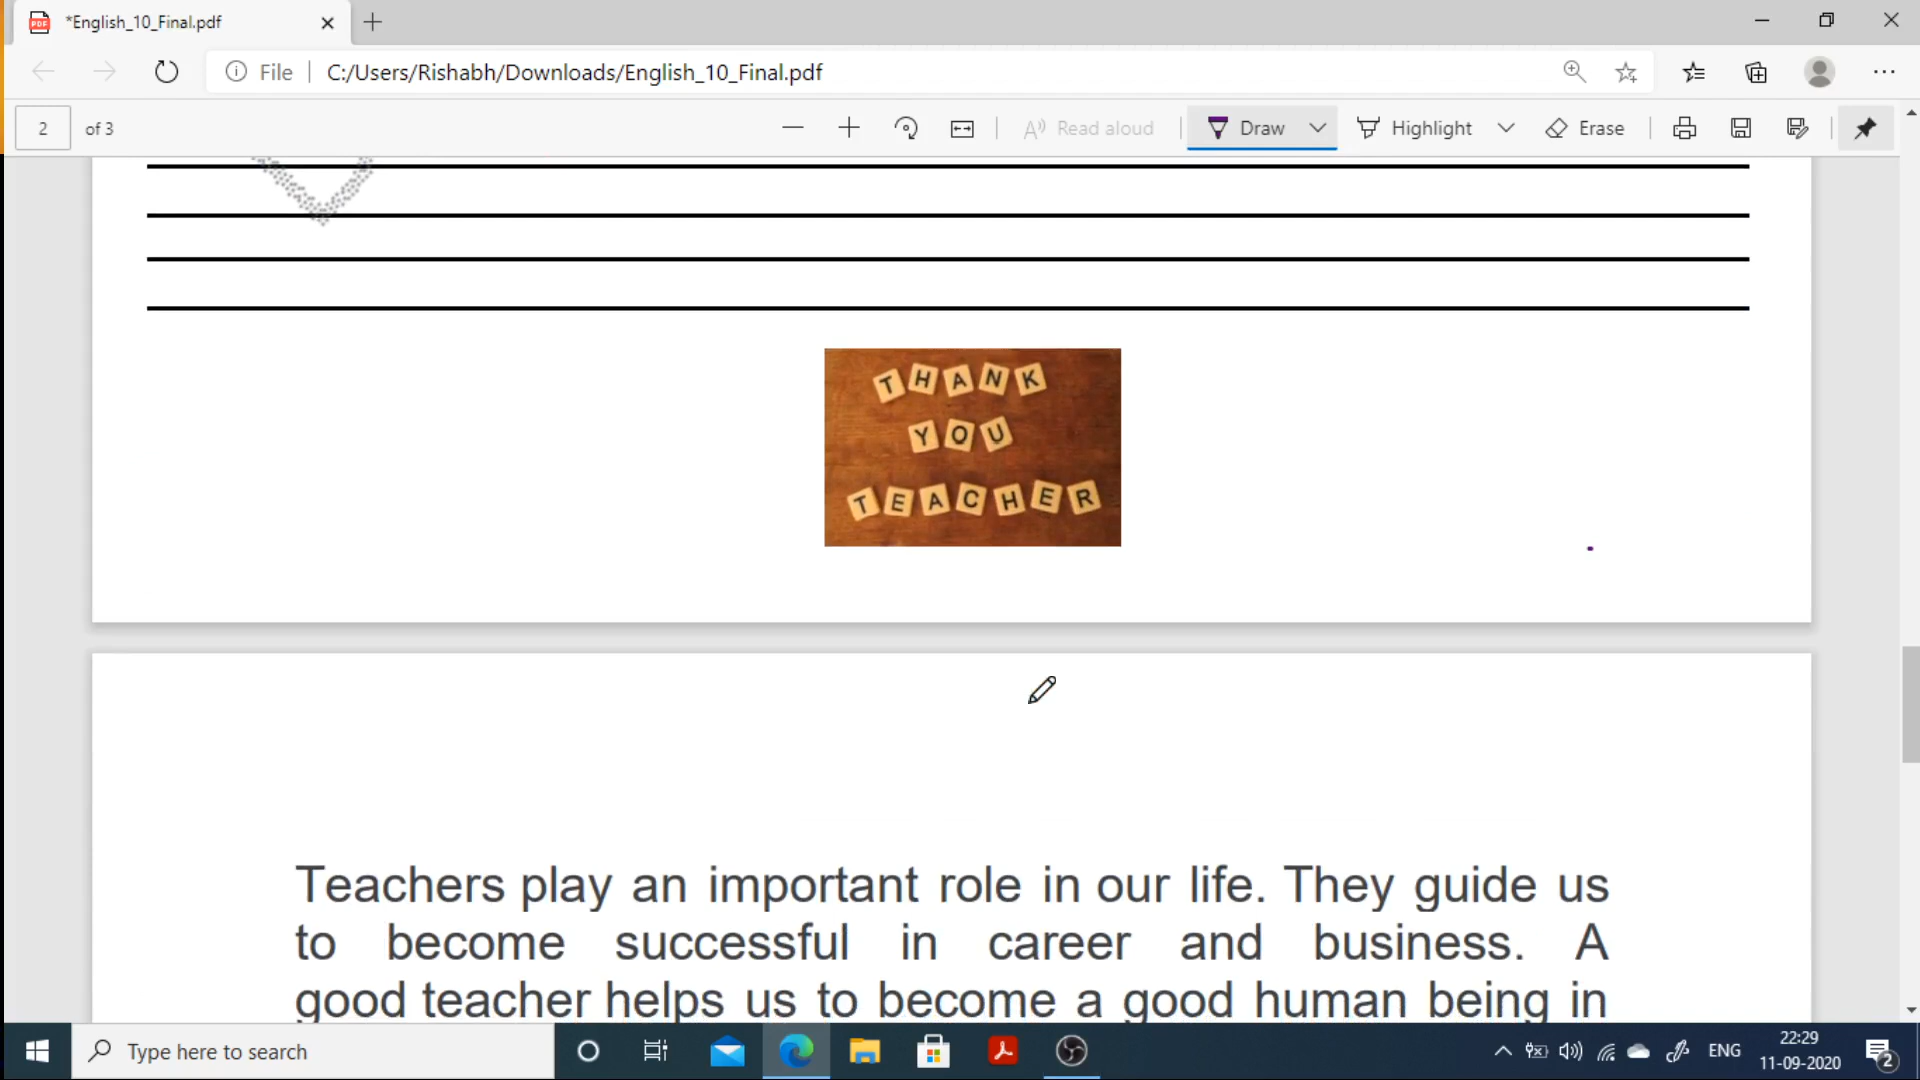 *English_10_Final.pdf
File
C:/Users/Rishabh/Downloads/English_10_Final.pdf
2 of 3
Read aloud
Draw
Highlight
Erase
THANK
YOU
TEACHER
Teachers play an important role in our life. They guide us
to become successful in career and business. A
good teacher helps us to become a good human being in
Type here to search
ENG
22:29
11-09-2020
2